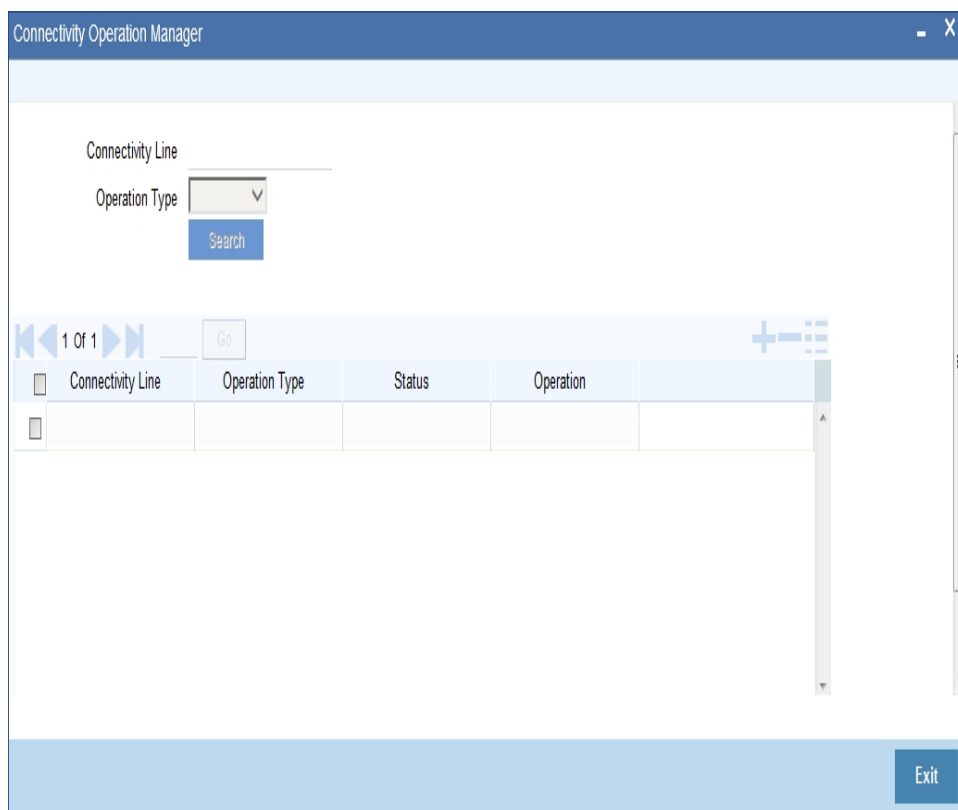 Connectivity Operation Manager
Connectivity Line
Operation Type
Search
1 Of 1
Go
Connectivity Line Operation Type Status Operation
Exit